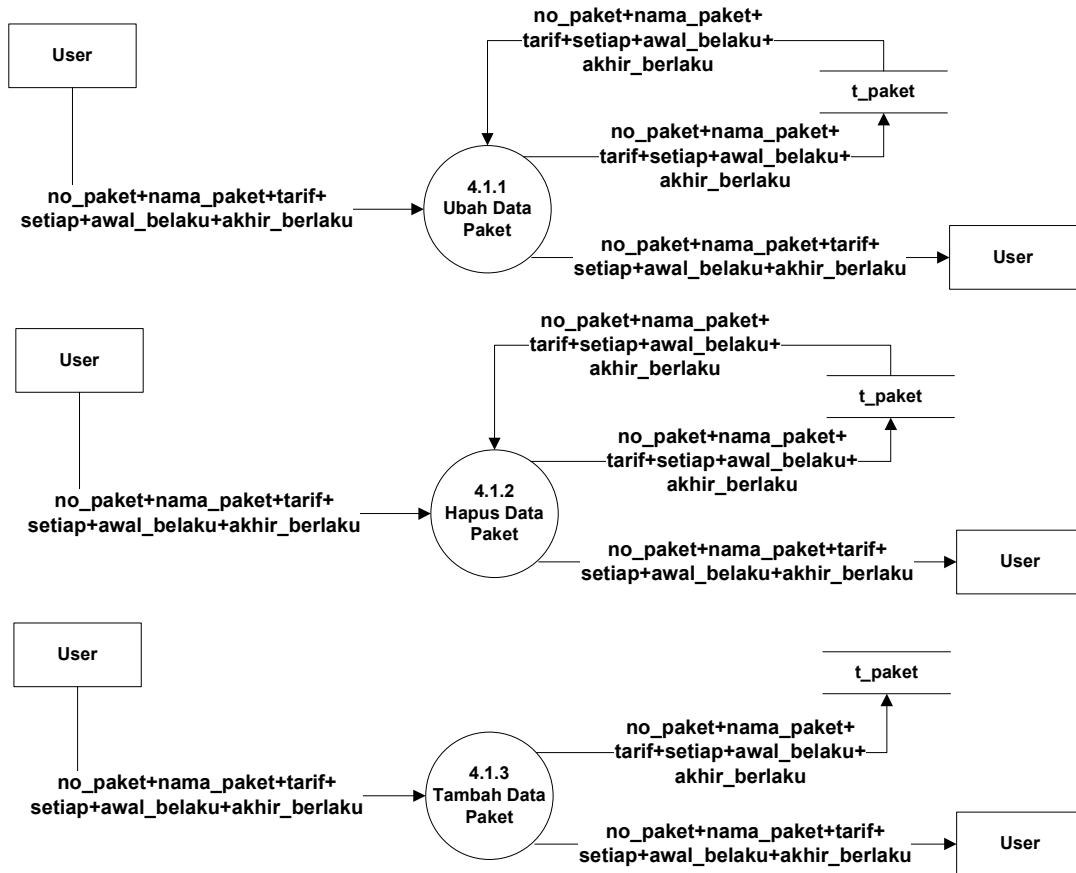 no_paket+nama_paket+
tarif+setiap+awal_belaku+
akhir_berlaku
User
t_paket
no_paket+nama_paket+
tarif+setiap+awal_belaku+
akhir_berlaku
4.1.1
Ubah Data
Paket
no_paket+nama_paket+tarif+
setiap+awal_belaku+akhir_berlaku
no_paket+nama_paket+tarif+
setiap+awal_belaku+akhir_berlaku
User
no_paket+nama_paket+
tarif+setiap+awal_belaku+
akhir_berlaku
User
t_paket
no_paket+nama_paket+
tarif+setiap+awal_belaku+
akhir_berlaku
4.1.2
Hapus Data
Paket
no_paket+nama_paket+tarif+
setiap+awal_belaku+akhir_berlaku
no_paket+nama_paket+tarif+
setiap+awal_belaku+akhir_berlaku
User
User
t_paket
no_paket+nama_paket+
tarif+setiap+awal_belaku+
akhir_berlaku
4.1.3
Tambah Data
Paket
no_paket+nama_paket+tarif+
setiap+awal_belaku+akhir_berlaku
no_paket+nama_paket+tarif+
setiap+awal_belaku+akhir_berlaku
User